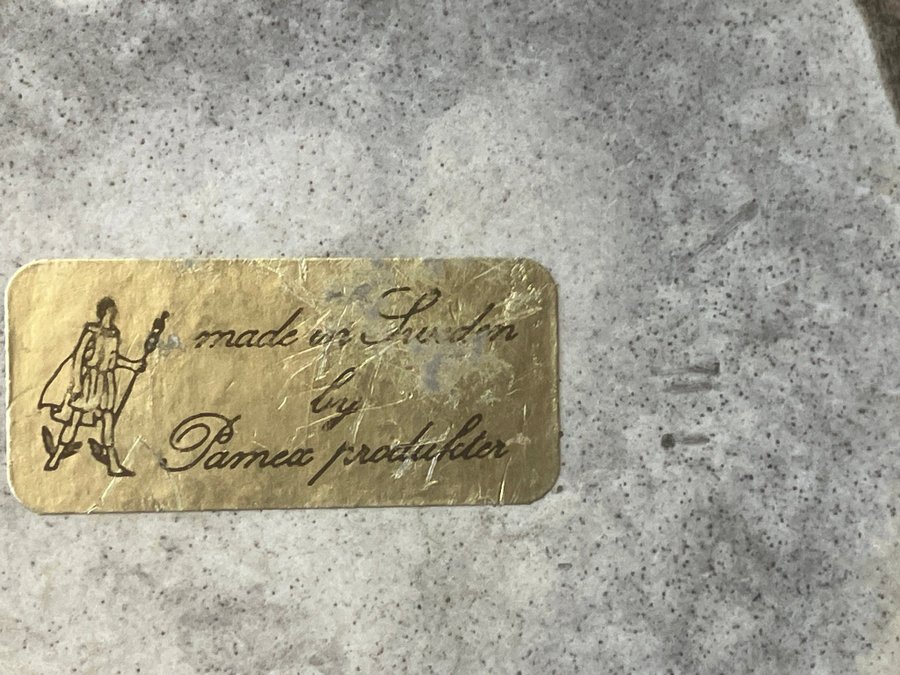 made in Sweden
by
Pamex produkter